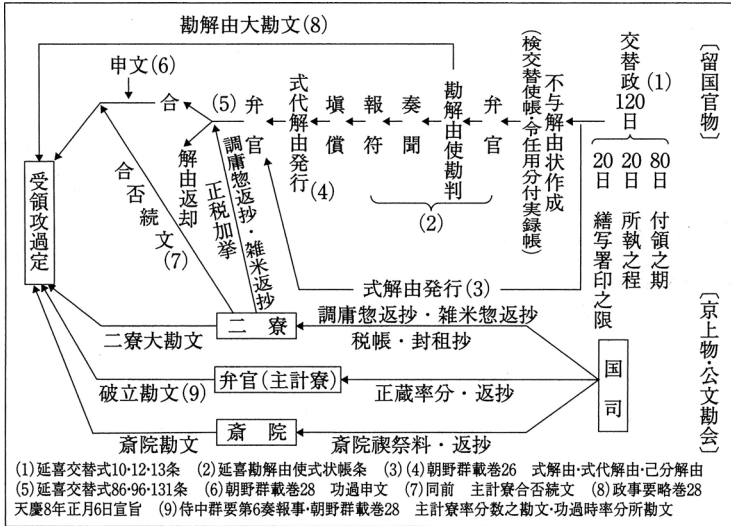 勘解由大勘文(8)
〔留国官物〕
交替政(1)
120日
80日 付領之期
20日 所執之程
20日 繕写署印之限
不与解由状作成
(検交替使帳・令任用分付実録帳)
弁官
勘解由使勘判
奏聞
報符
(2)
塡償
式代解由発行
(4)
弁官
(5)
合
申文(6)
解由返却
調庸惣返抄・雑米返抄
正税加挙
合否続文(7)
受領功過定
式解由発行(3)
〔京上物・公文勘会〕
国司
調庸惣返抄・雑米惣返抄
税帳・封租抄
二寮
二寮大勘文
正蔵率分・返抄
弁官(主計寮)
破立勘文(9)
斎院禊祭料・返抄
斎院
斎院勘文
(1)延喜交替式10・12・13条 (2)延喜勘解由使式状帳条 (3)(4)朝野群載巻26 式解由・式代解由・己分解由
(5)延喜交替式86・96・131条 (6)朝野群載巻28 功過申文 (7)同前 主計寮合否続文 (8)政事要略巻28
天慶8年正月6日宣旨 (9)侍中群要第6奏報事・朝野群載巻28 主計寮率分数之勘文・功過時率分所勘文